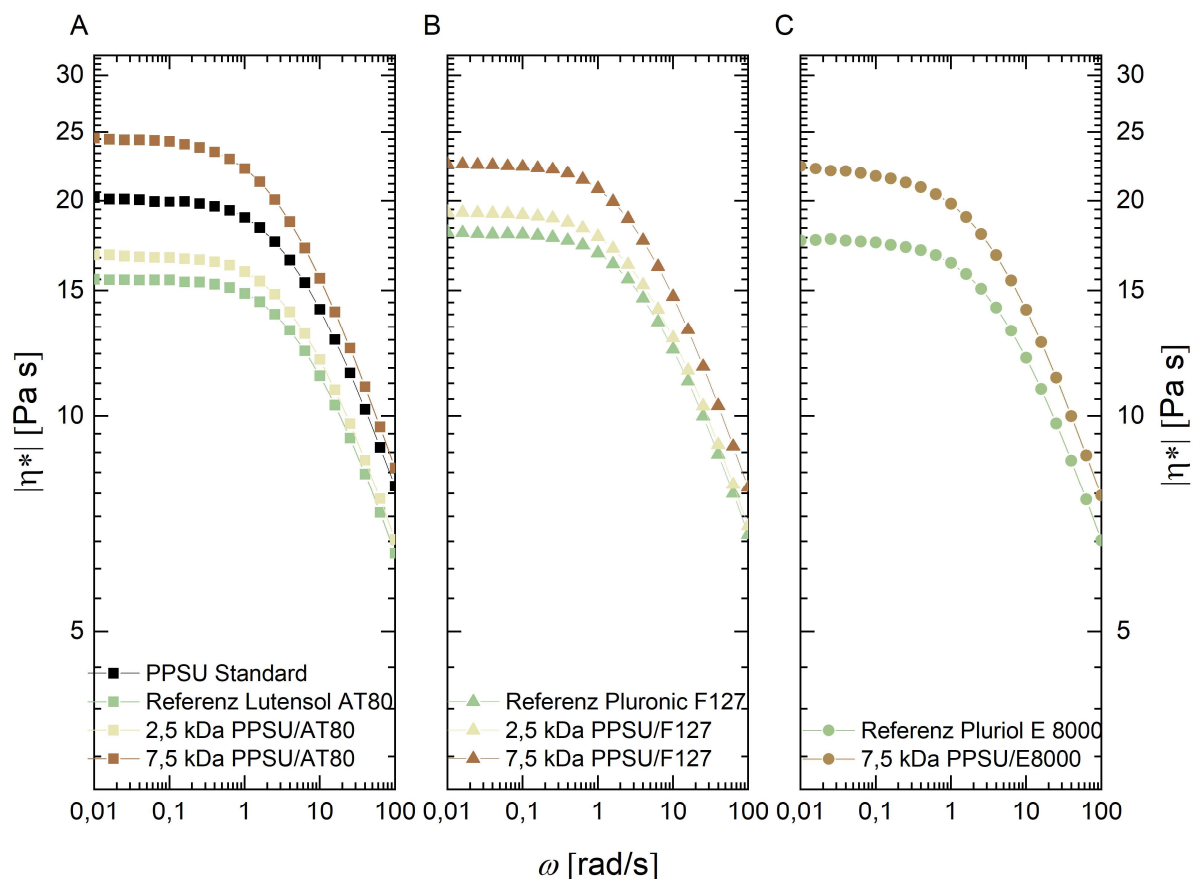 A
B
C
30
25
20
15
10
5
|η*| [Pa s]
PPSU Standard
Referenz Lutensol AT80
2,5 kDa PPSU/AT80
7,5 kDa PPSU/AT80
0,01
0,1
1
10
100
Referenz Pluronic F127
2,5 kDa PPSU/F127
7,5 kDa PPSU/F127
0,01
0,1
1
10
100
Referenz Pluriol E 8000
7,5 kDa PPSU/E8000
0,01
0,1
1
10
100
30
25
20
15
10
5
|η*| [Pa s]
ω [rad/s]